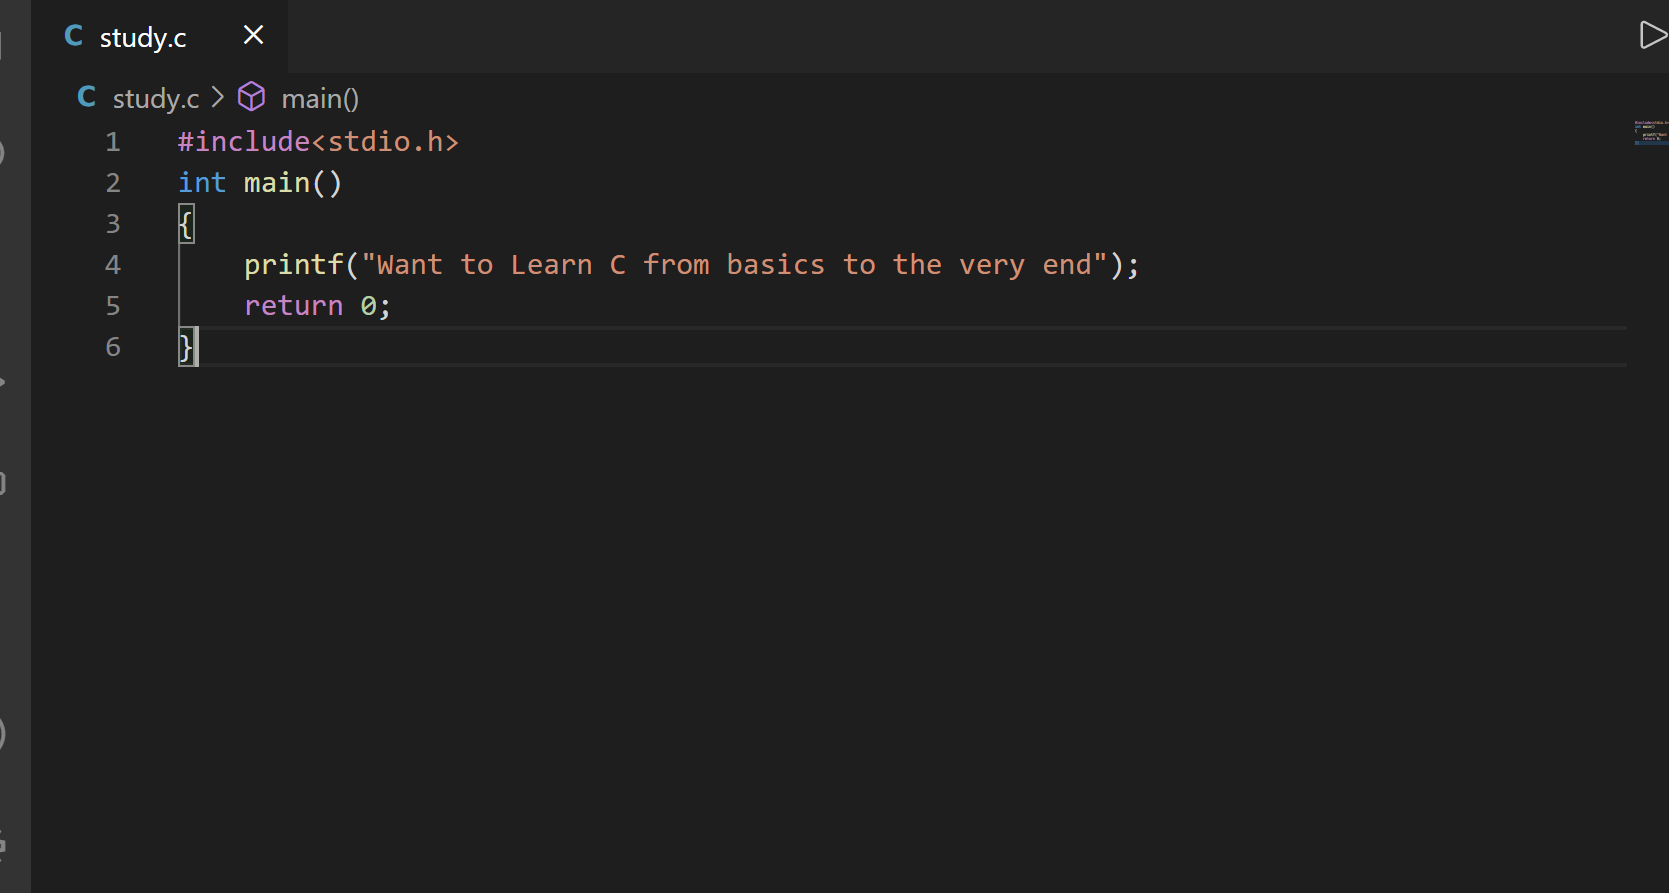 C study.c
C study.c > main()
1 #include<stdio.h>
2 int main()
3 {
4     printf("Want to Learn C from basics to the very end");
5     return 0;
6 }